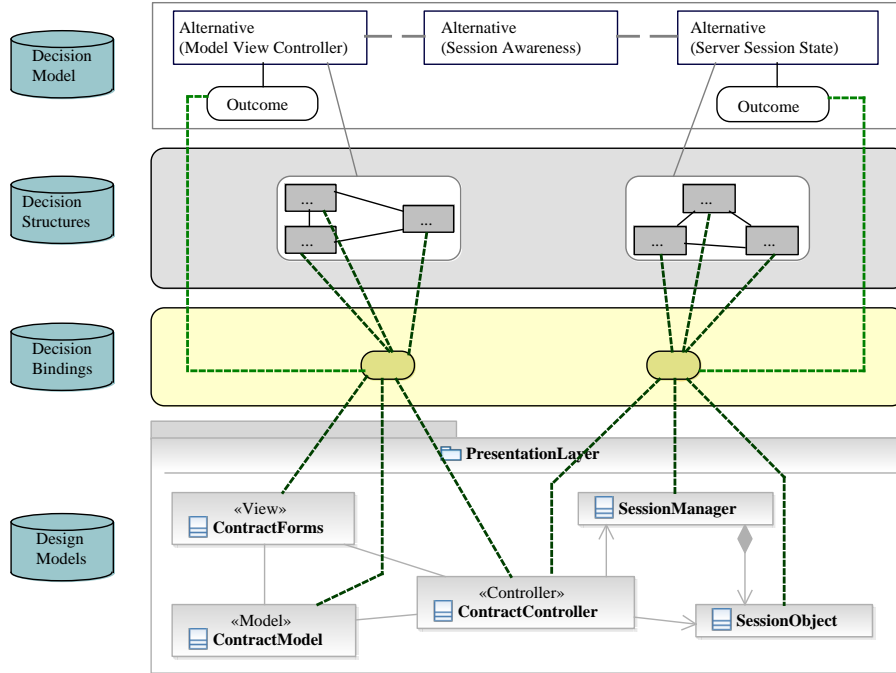 Decision
Model
Alternative
(Model View Controller)
Alternative
(Session Awareness)
Alternative
(Server Session State)
Outcome
Outcome
Decision
Structures
...
...
...
...
...
...
Decision
Bindings
PresentationLayer
Design
Models
«View»
ContractForms
SessionManager
«Controller»
ContractController
«Model»
ContractModel
SessionObject